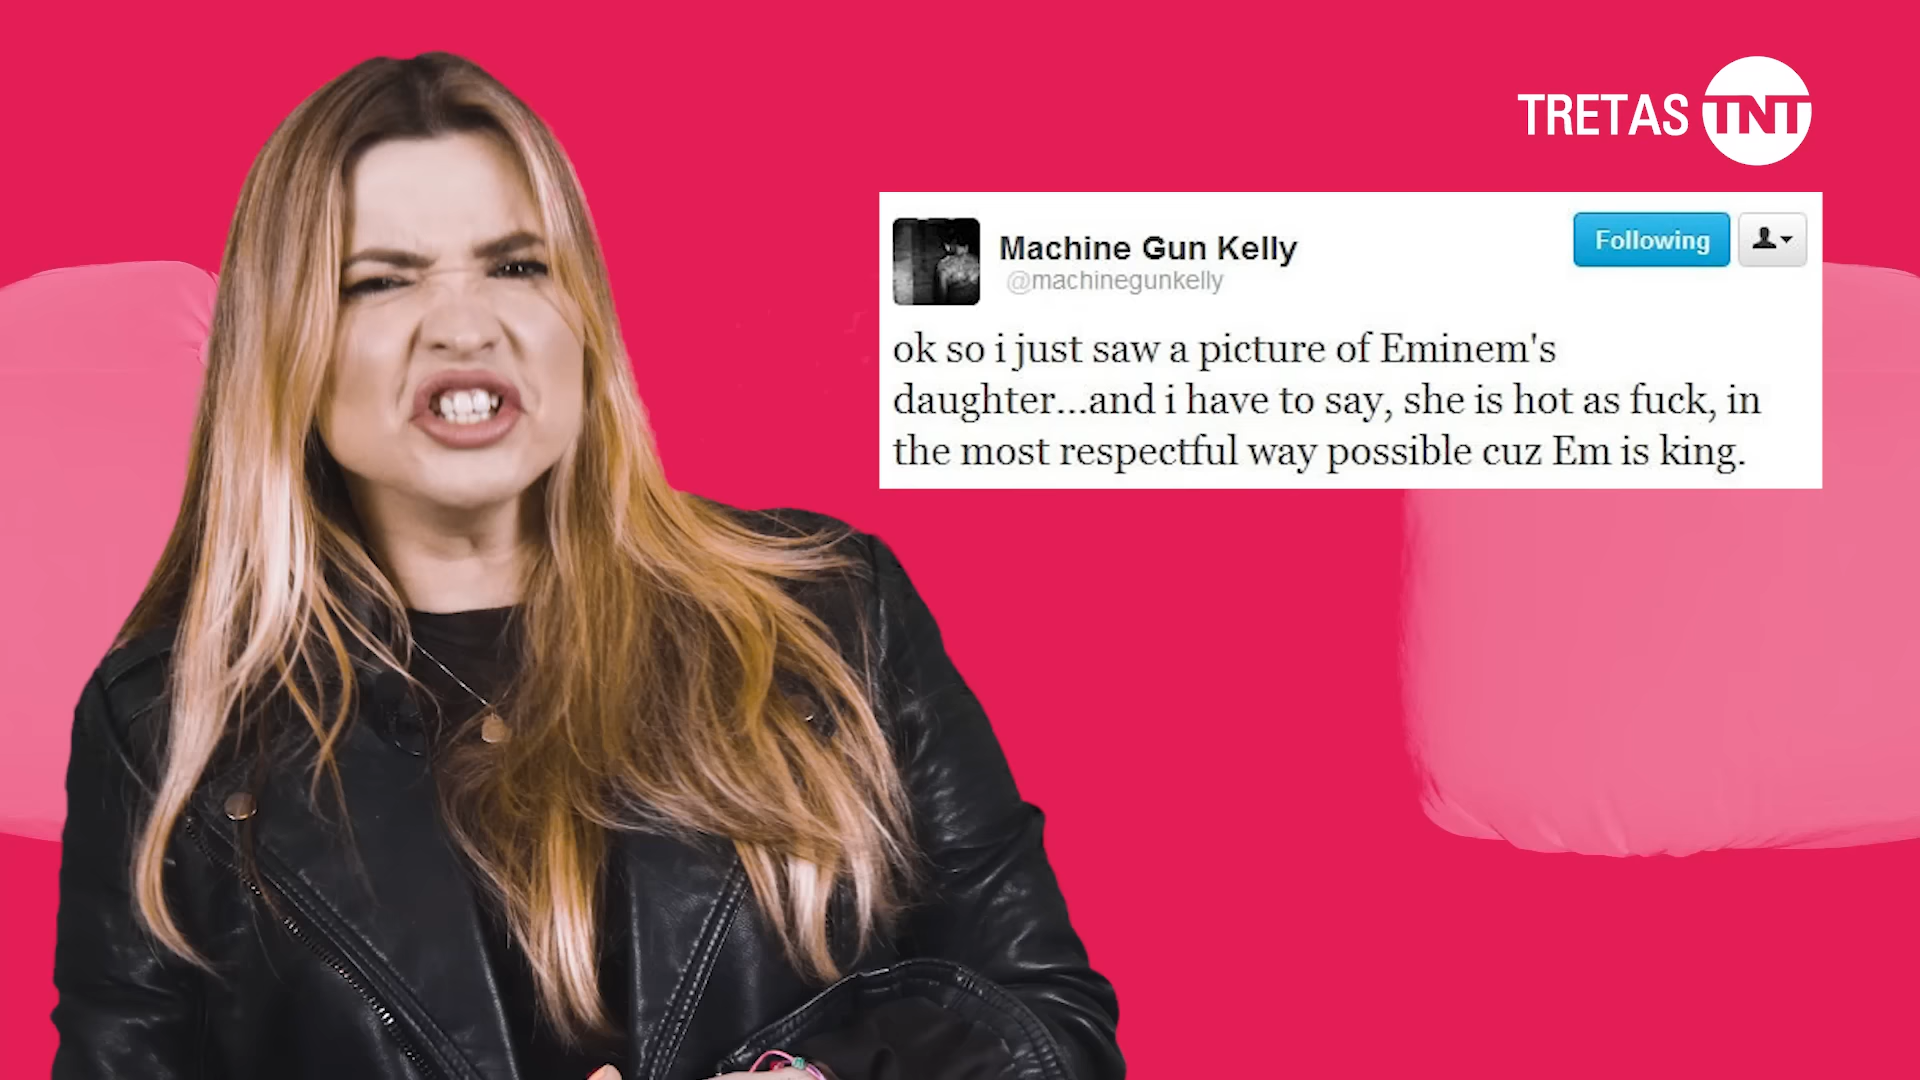 TRETAS TNT
Machine Gun Kelly
Following
@machinegunkelly
ok so i just saw a picture of Eminem's
daughter...and i have to say, she is hot as fuck, in
the most respectful way possible cuz Em is king.